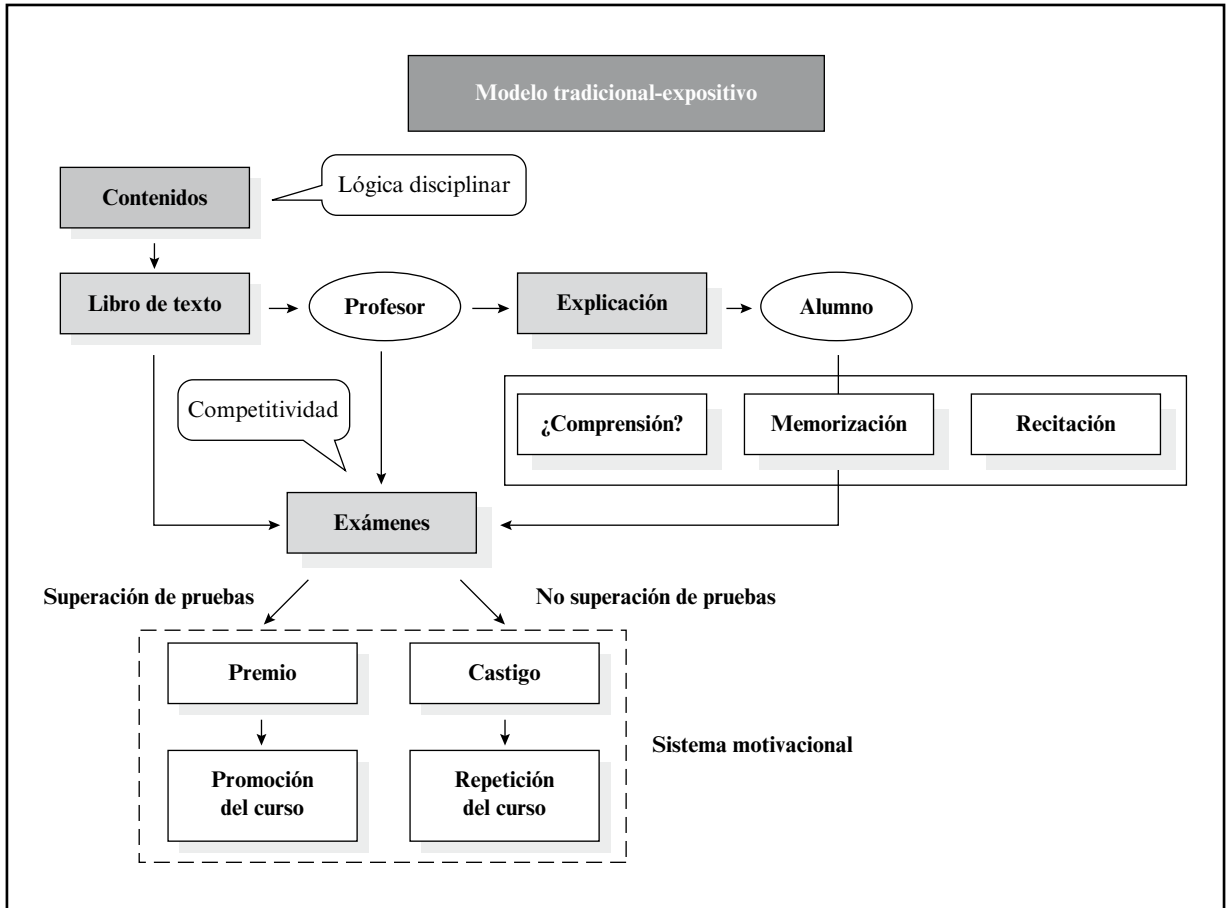 Modelo tradicional-expositivo
Contenidos
Lógica disciplinar
Libro de texto
Profesor
Explicación
Alumno
Competitividad
¿Comprensión?
Memorización
Recitación
Exámenes
Superación de pruebas
No superación de pruebas
Premio
Castigo
Sistema motivacional
Promoción
del curso
Repetición
del curso